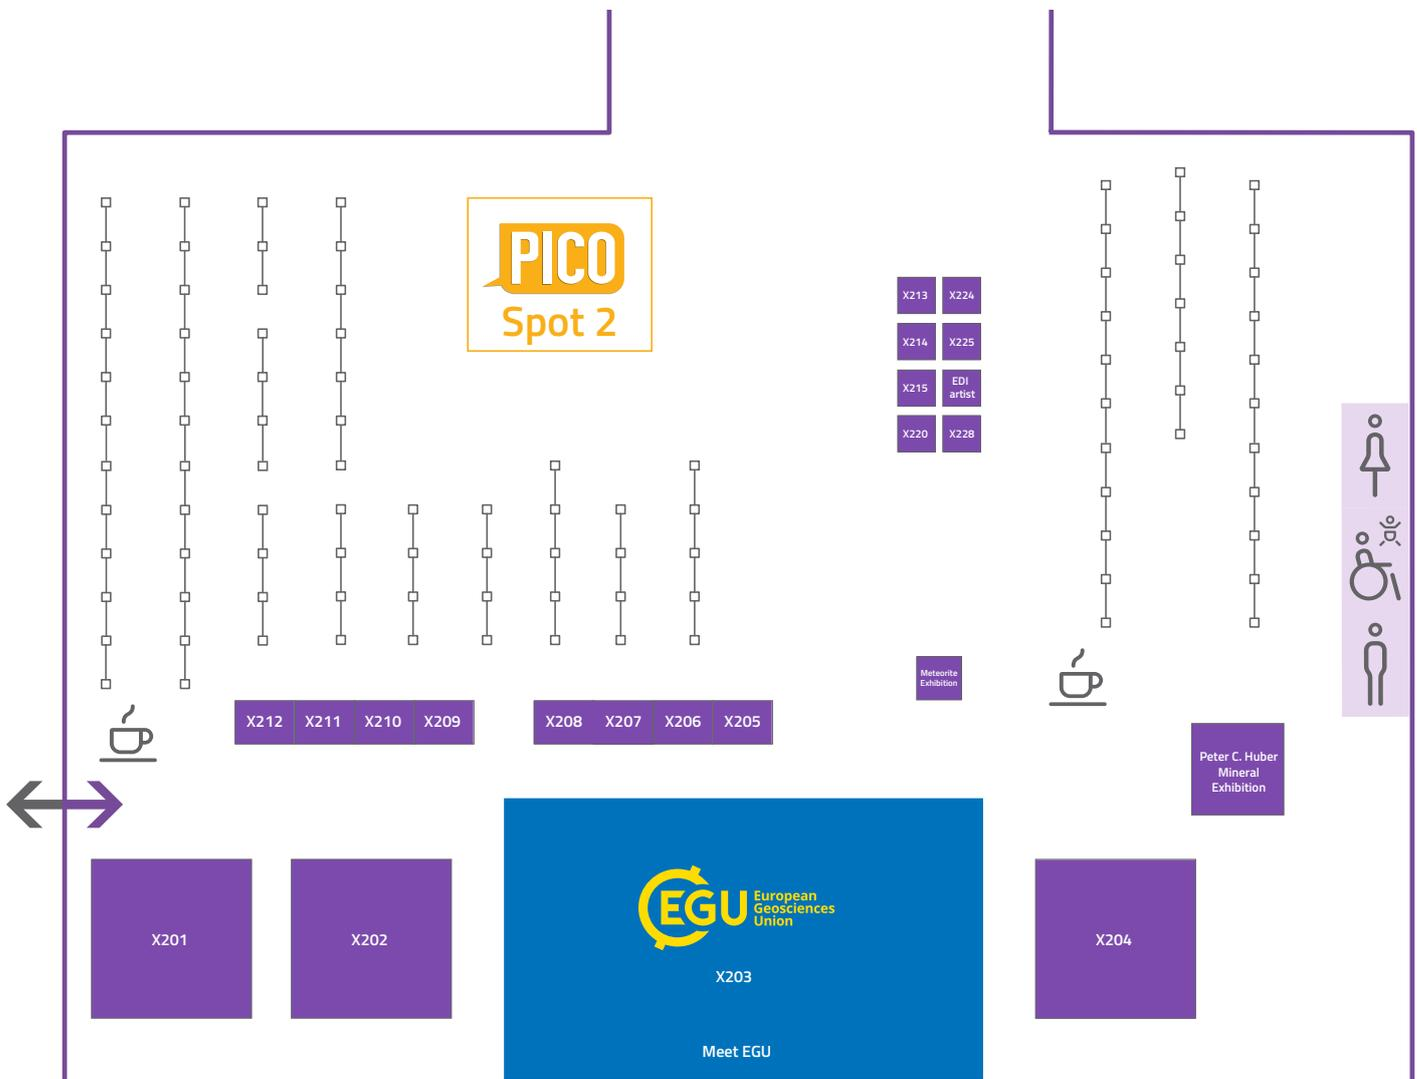 PICO
Spot 2
X213
X224
X214
X225
X215
EDI
artist
X220
X228
Meteorite
Exhibition
X212
X211
X210
X209
X208
X207
X206
X205
Peter C. Huber
Mineral
Exhibition
EGU
European
Geosciences
Union
X201
X202
X203
X204
Meet EGU